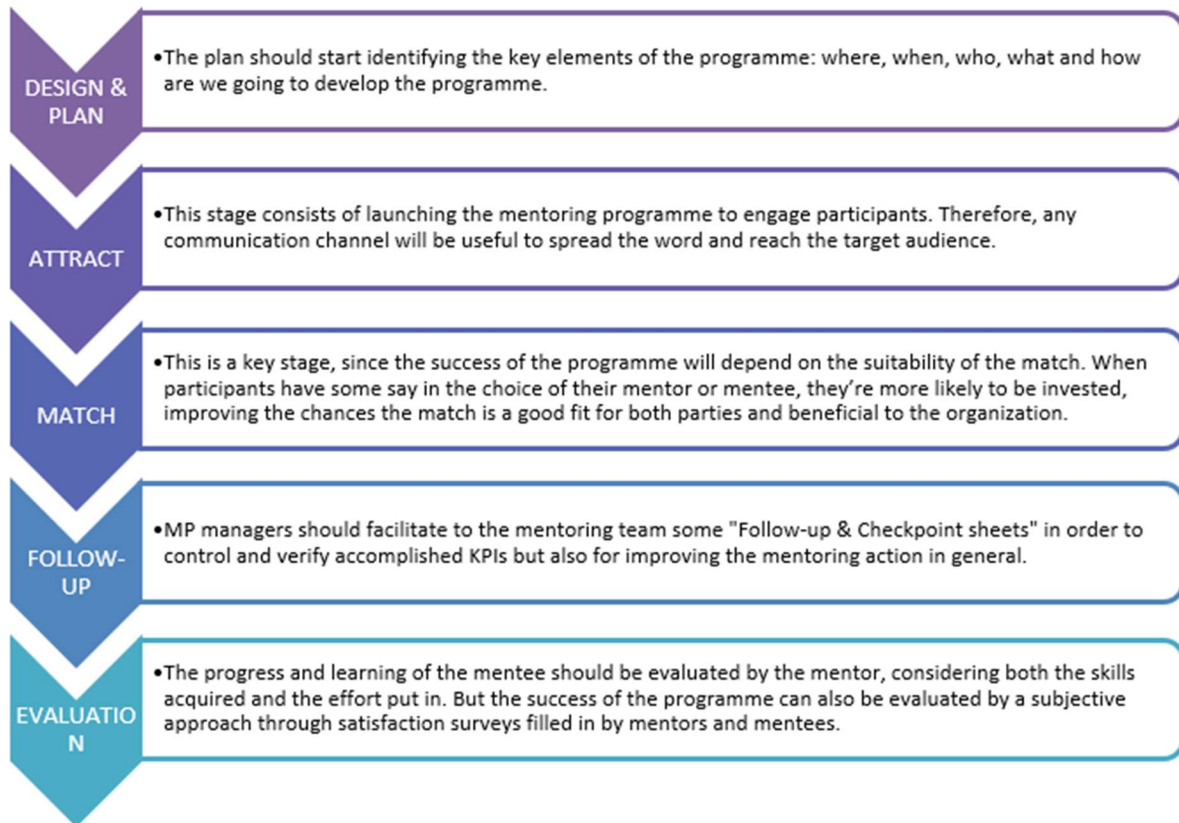 DESIGN &
PLAN
•The plan should start identifying the key elements of the programme: where, when, who, what and how
are we going to develop the programme.
ATTRACT
•This stage consists of launching the mentoring programme to engage participants. Therefore, any
communication channel will be useful to spread the word and reach the target audience.
MATCH
•This is a key stage, since the success of the programme will depend on the suitability of the match. When
participants have some say in the choice of their mentor or mentee, they’re more likely to be invested,
improving the chances the match is a good fit for both parties and beneficial to the organization.
FOLLOW-
UP
•MP managers should facilitate to the mentoring team some "Follow-up & Checkpoint sheets" in order to
control and verify accomplished KPIs but also for improving the mentoring action in general.
EVALUATIO
N
•The progress and learning of the mentee should be evaluated by the mentor, considering both the skills
acquired and the effort put in. But the success of the programme can also be evaluated by a subjective
approach through satisfaction surveys filled in by mentors and mentees.